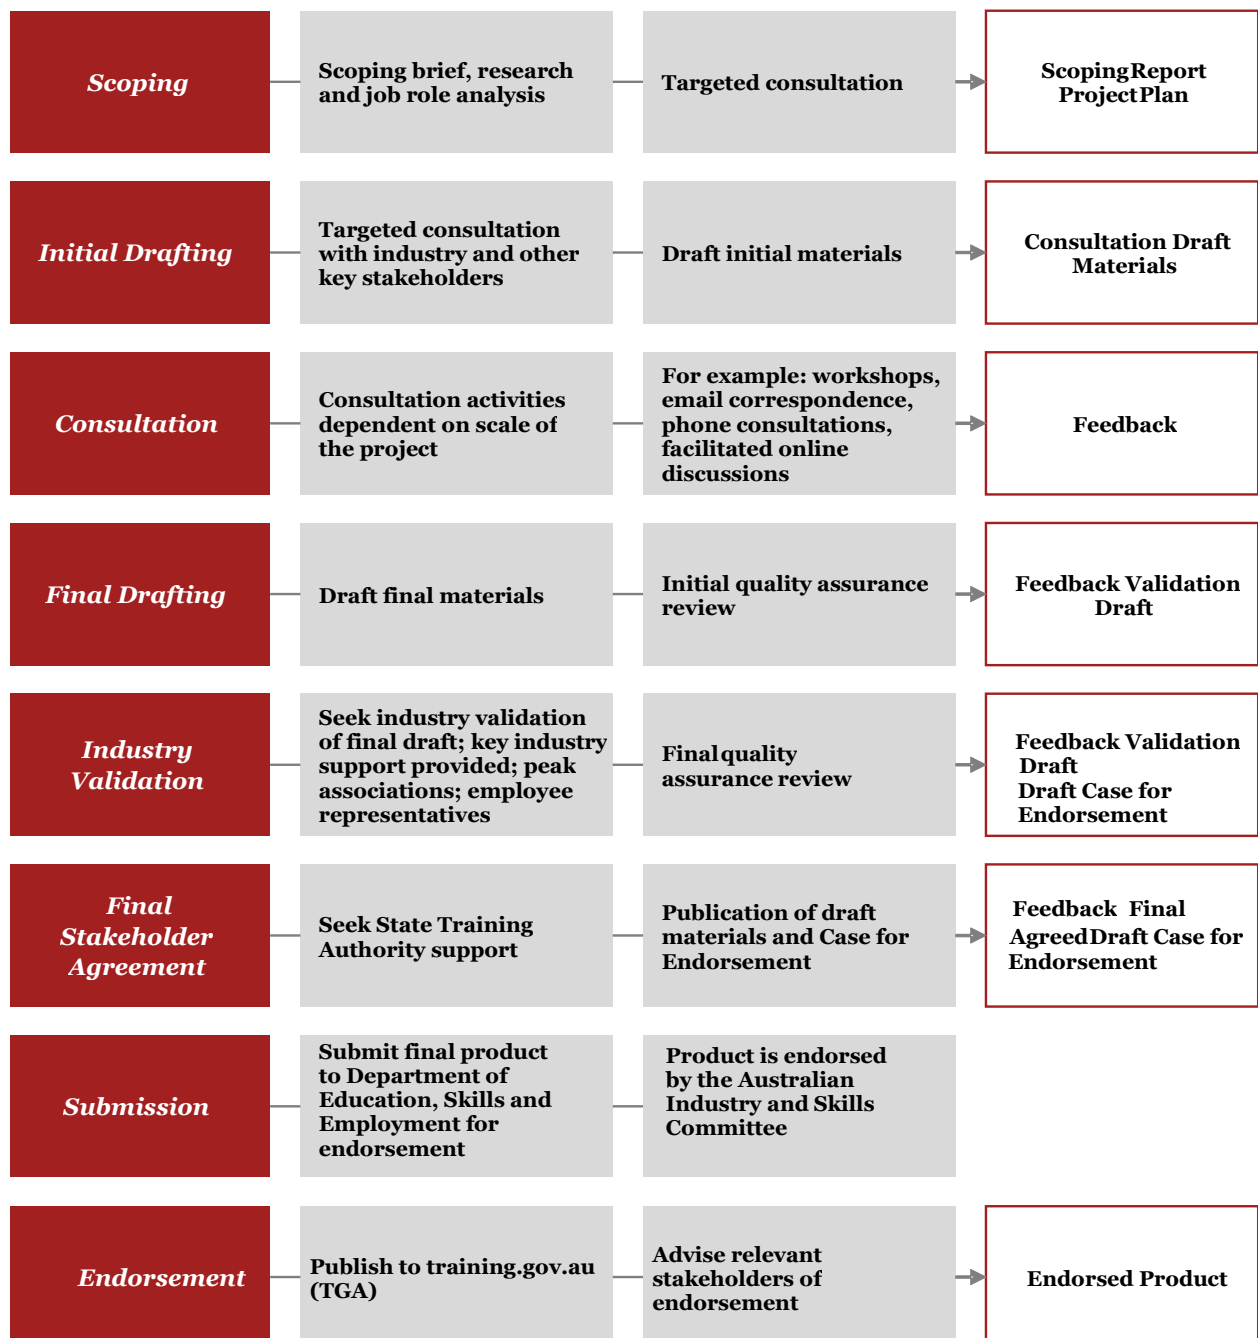 Scoping
Scoping brief, research
and job role analysis
Targeted consultation
ScopingReport
ProjectPlan
Initial Drafting
Targeted consultation
with industry and other
key stakeholders
Draft initial materials
Consultation Draft
Materials
Consultation
Consultation activities
dependent on scale of
the project
For example: workshops,
email correspondence,
phone consultations,
facilitated online
discussions
Feedback
Final Drafting
Draft final materials
Initial quality assurance
review
Feedback Validation
Draft
Industry
Validation
Seek industry validation
of final draft; key industry
support provided; peak
associations; employee
representatives
Final quality
assurance review
Feedback Validation
Draft
Draft Case for
Endorsement
Final
Stakeholder
Agreement
Seek State Training
Authority support
Publication of draft
materials and Case for
Endorsement
Feedback Final
AgreedDraft Case for
Endorsement
Submission
Submit final product
to Department of
Education, Skills and
Employment for
endorsement
Product is endorsed
by the Australian
Industry and Skills
Committee
Endorsement
Publish to training.gov.au
(TGA)
Advise relevant
stakeholders of
endorsement
Endorsed Product